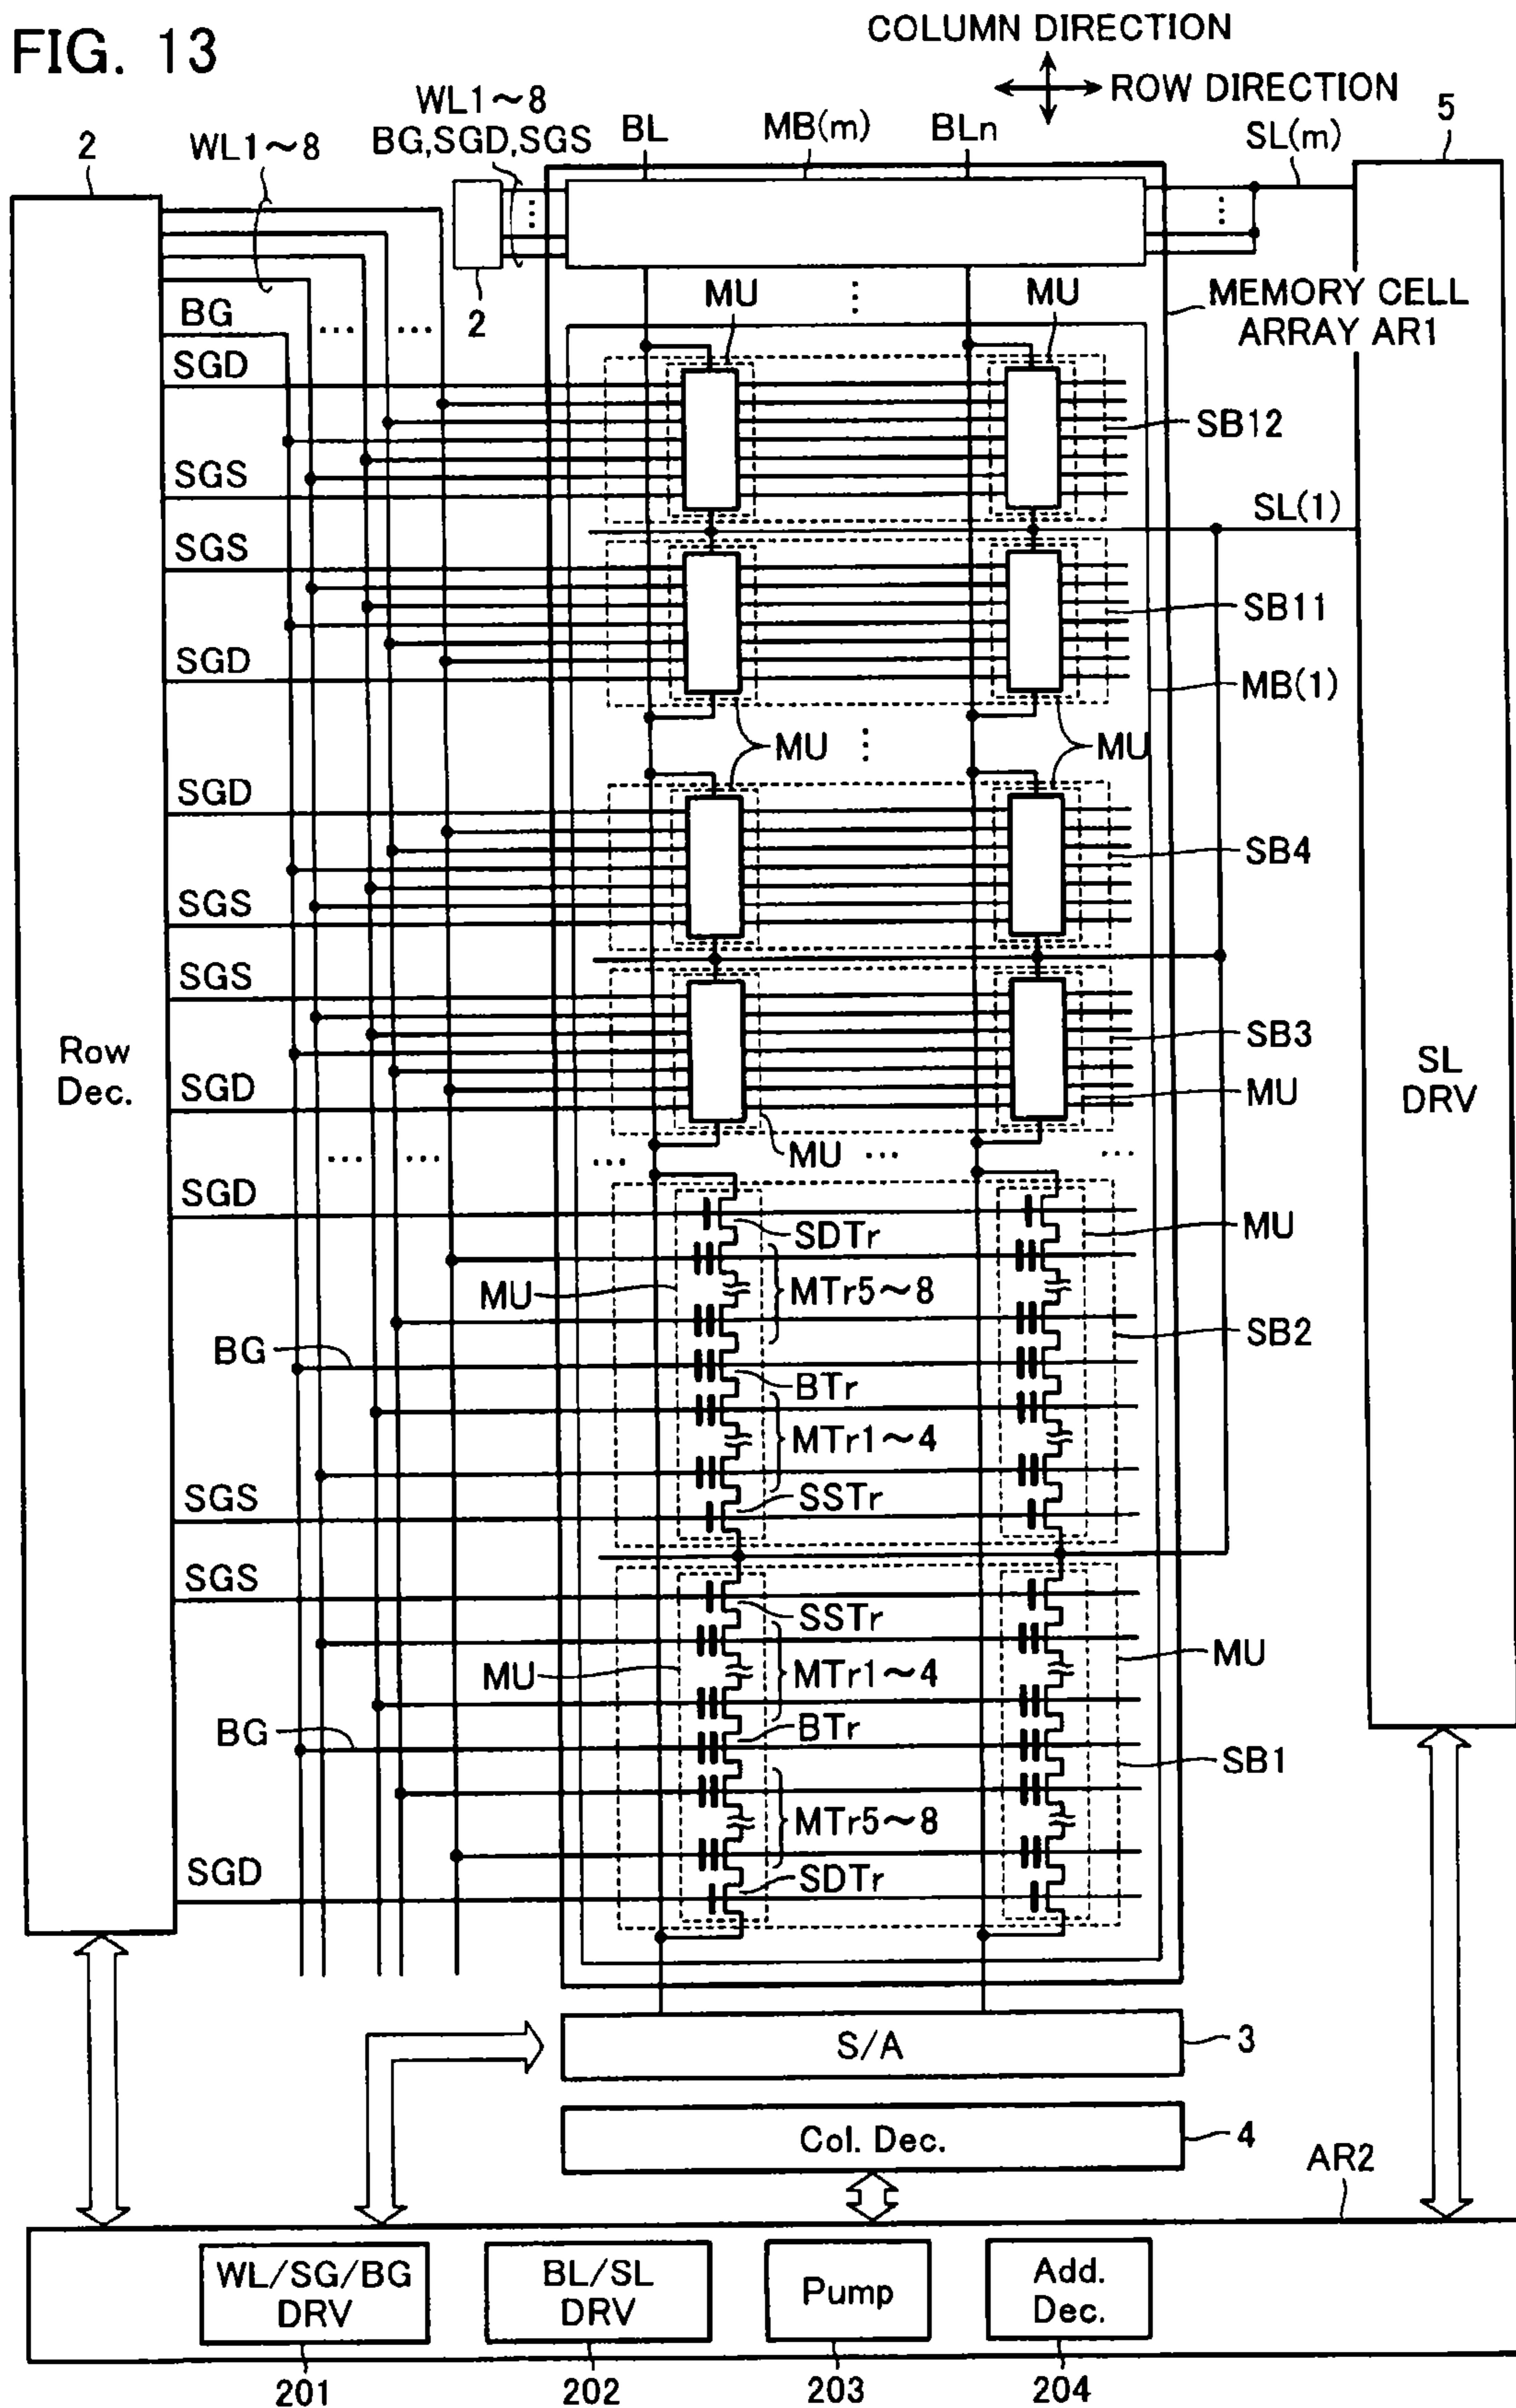 FIG. 13
COLUMN DIRECTION
ROW DIRECTION
2
WL1~8
WL1~8
BG,SGD,SGS
BL
MB(m)
BLn
SL(m)
5
2
MU
MU
MEMORY CELL
ARRAY AR1
BG
SGD
SB12
SGS
SL(1)
SGS
SB11
SGD
MB(1)
MU
MU
SGD
SB4
SGS
SGS
Row
Dec.
SB3
SL
DRV
SGD
MU
MU
SGD
SDTr
MU
MU
MTr5~8
SB2
BG
BTr
MTr1~4
SGS
SSTr
SGS
SSTr
MU
MTr1~4
MU
BG
BTr
SB1
MTr5~8
SGD
SDTr
S/A
3
Col. Dec.
4
AR2
WL/SG/BG
DRV
BL/SL
DRV
Pump
Add.
Dec.
201
202
203
204